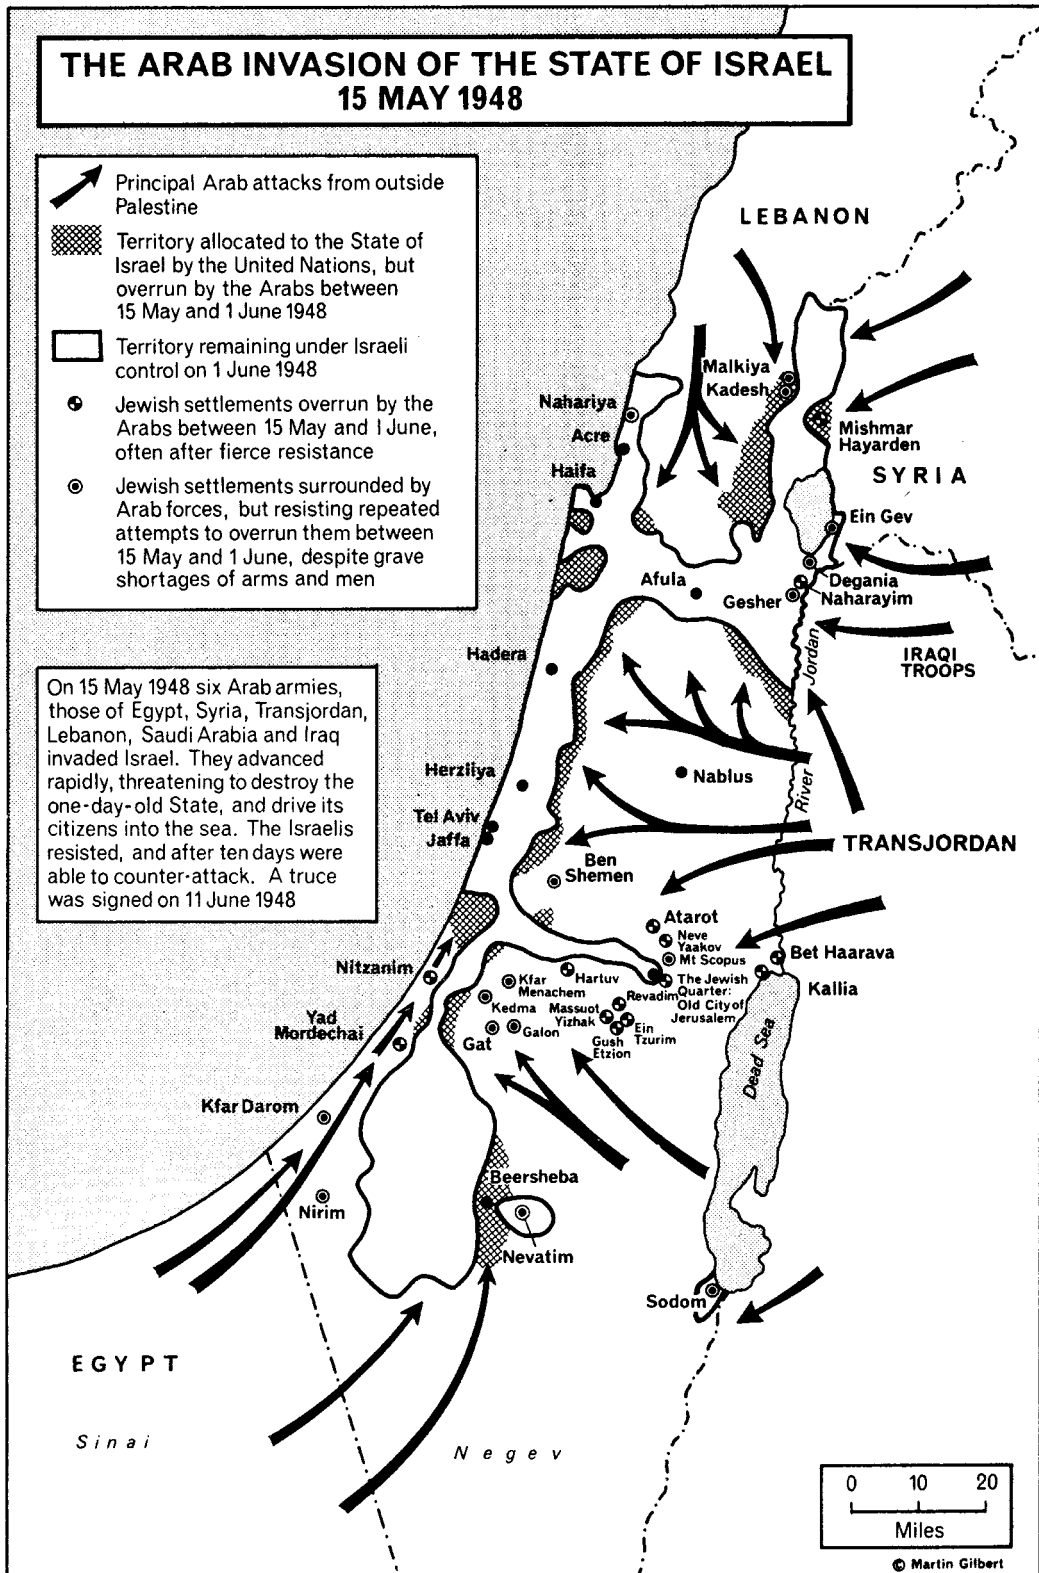 THE ARAB INVASION OF THE STATE OF ISRAEL
15 MAY 1948
Principal Arab attacks from outside
Palestine
Territory allocated to the State of
Israel by the United Nations, but
overrun by the Arabs between
15 May and 1 June 1948
Territory remaining under Israeli
control on 1 June 1948
Jewish settlements overrun by the
Arabs between 15 May and 1 June,
often after fierce resistance
Jewish settlements surrounded by
Arab forces, but resisting repeated
attempts to overrun them between
15 May and 1 June, despite grave
shortages of arms and men
On 15 May 1948 six Arab armies,
those of Egypt, Syria, Transjordan,
Lebanon, Saudi Arabia and Iraq
invaded Israel. They advanced
rapidly, threatening to destroy the
one-day-old State, and drive its
citizens into the sea. The Israelis
resisted, and after ten days were
able to counter-attack. A truce
was signed on 11 June 1948
LEBANON
Malkiya
Kadesh
Nahariya
Acre
Haifa
Mishmar
Hayarden
SYRIA
Ein Gev
Degania
Naharayim
Afula
Gesher
IRAQI
TROOPS
Jordan
River
Hadera
Herzliya
Nablus
Tel Aviv
Jaffa
TRANSJORDAN
Ben
Shemen
Atarot
Neve
Yaakov
Mt Scopus
Bet Haarava
Kallia
The Jewish
Quarter:
Old City of
Jerusalem
Nitzanim
Kfar
Menachem
Hartuv
Revadim
Kedma
Massuot
Yizhak
Yad
Mordechai
Gat
Galon
Gush
Etzion
Ein
Tzurim
Dead Sea
Kfar Darom
Beersheba
Nirim
Nevatim
Sodom
EGYPT
Sinai
Negev
0 10 20
Miles
© Martin Gilbert